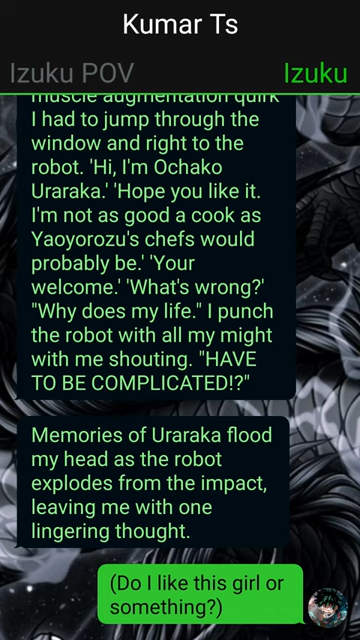 Kumar Ts
Izuku POV
Izuku
muscle augmentation quirk
I had to jump through the
window and right to the
robot. 'Hi, I'm Ochako
Uraraka.' 'Hope you like it.
I'm not as good a cook as
Yaoyorozu's chefs would
probably be.' 'Your
welcome.' 'What's wrong?'
"Why does my life." I punch
the robot with all my might
with me shouting. "HAVE
TO BE COMPLICATED!?"
Memories of Uraraka flood
my head as the robot
explodes from the impact,
leaving me with one
lingering thought.
(Do I like this girl or
something?)